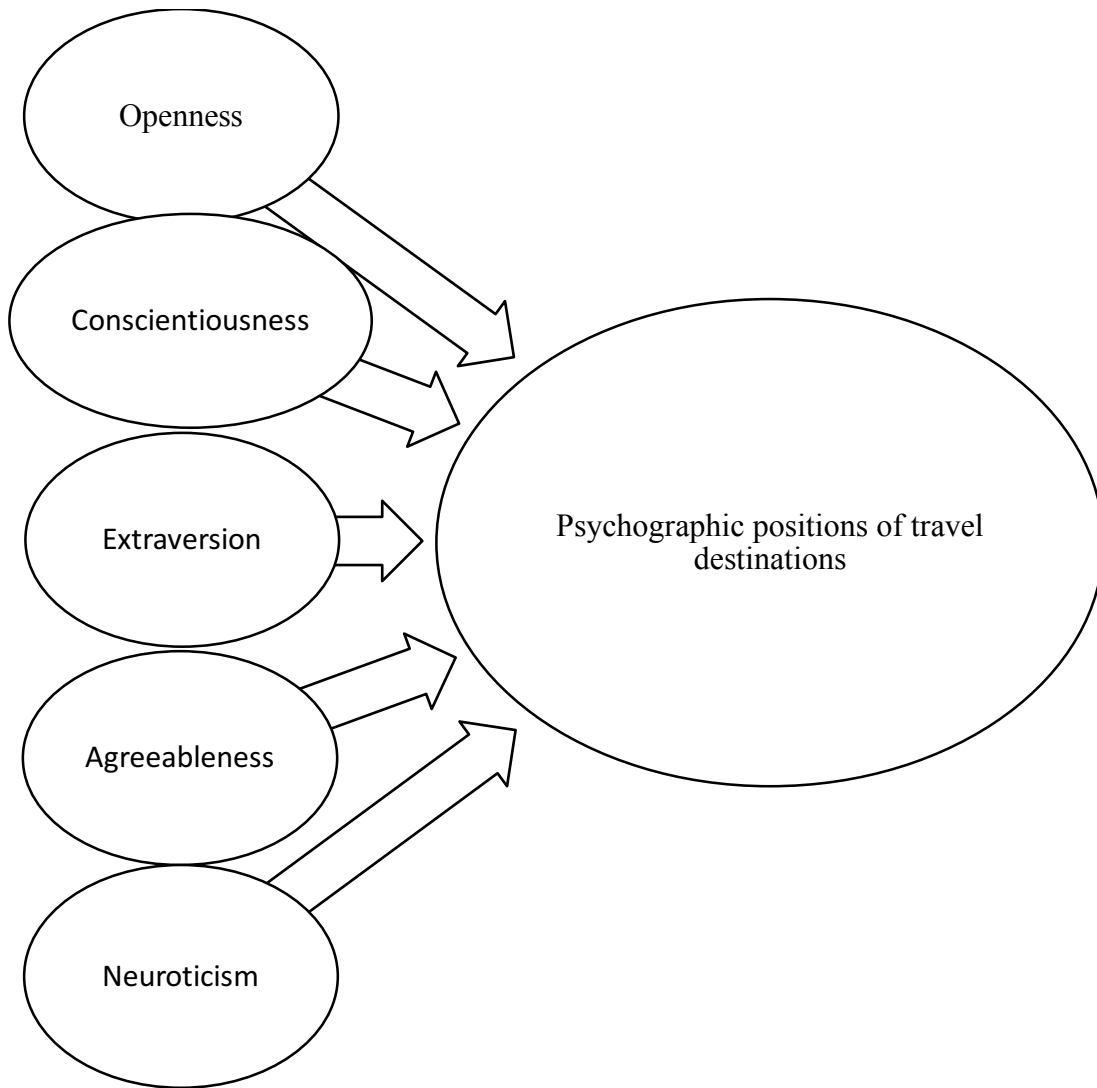 Openness
Conscientiousness
Extraversion
Psychographic positions of travel
destinations
Agreeableness
Neuroticism